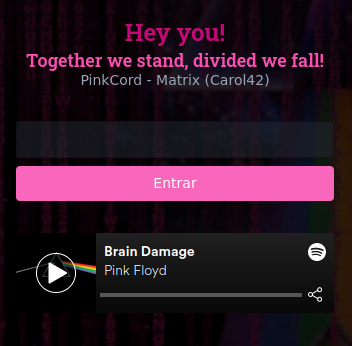 Hey you!
Together we stand, divided we fall!
PinkCord - Matrix (Carol42)
Entrar
Brain Damage
Pink Floyd